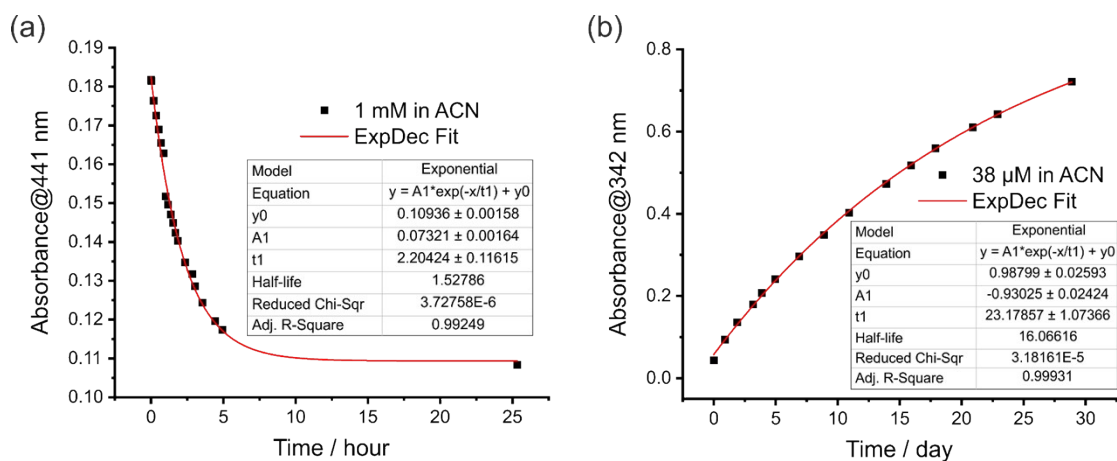 (a)
0.19
0.18
0.17
0.16
0.15
0.14
0.13
0.12
0.11
0.10
Absorbance@441 nm
1 mM in ACN
ExpDec Fit
Model Exponential
Equation y = A1*exp(-x/t1) + y0
y0 0.10936 ± 0.00158
A1 0.07321 ± 0.00164
t1 2.20424 ± 0.11615
Half-life 1.52786
Reduced Chi-Sqr 3.72758E-6
Adj. R-Square 0.99249
0 5 10 15 20 25
Time / hour
(b)
0.8
0.6
0.4
0.2
0.0
Absorbance@342 nm
38 µM in ACN
ExpDec Fit
Model Exponential
Equation y = A1*exp(-x/t1) + y0
y0 0.98799 ± 0.02593
A1 -0.93025 ± 0.02424
t1 23.17857 ± 1.07366
Half-life 16.06616
Reduced Chi-Sqr 3.18161E-5
Adj. R-Square 0.99931
0 5 10 15 20 25 30
Time / day